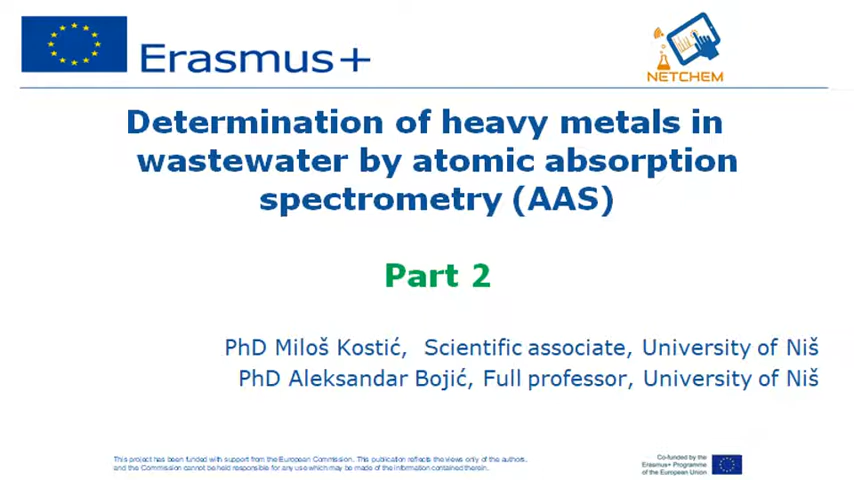 Erasmus+
NETCHEM
Determination of heavy metals in
wastewater by atomic absorption
spectrometry (AAS)
Part 2
PhD Miloš Kostić, Scientific associate, University of Niš
PhD Aleksandar Bojić, Full professor, University of Niš
This project has been funded with support from the European Commission. This publication reflects the views only of the authors,
and the Commission cannot be held responsible for any use which may be made of the information contained therein.
Co-funded by the
Erasmus+ Programme
of the European Union